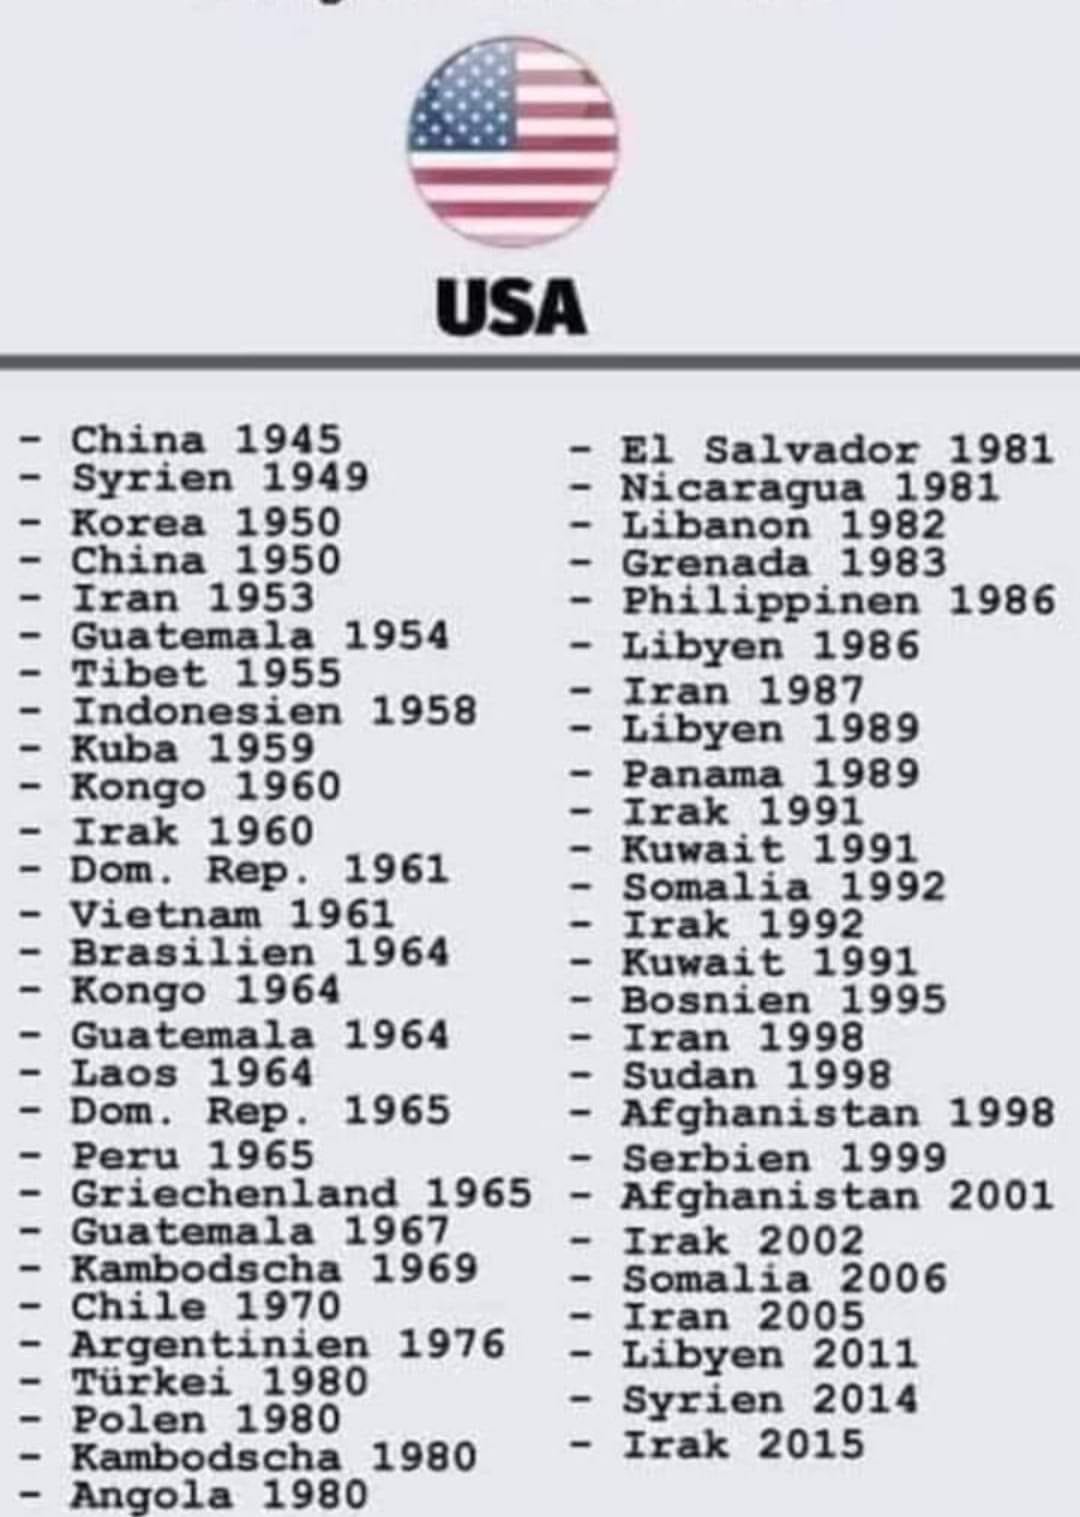 USA
- China 1945
- Syrien 1949
- Korea 1950
- China 1950
- Iran 1953
- Guatemala 1954
- Tibet 1955
- Indonesien 1958
- Kuba 1959
- Kongo 1960
- Irak 1960
- Dom. Rep. 1961
- Vietnam 1961
- Brasilien 1964
- Kongo 1964
- Guatemala 1964
- Laos 1964
- Dom. Rep. 1965
- Peru 1965
- Griechenland 1965
- Guatemala 1967
- Kambodscha 1969
- Chile 1970
- Argentinien 1976
- Türkei 1980
- Polen 1980
- Kambodscha 1980
- Angola 1980
- El Salvador 1981
- Nicaragua 1981
- Libanon 1982
- Grenada 1983
- Philippinen 1986
- Libyen 1986
- Iran 1987
- Libyen 1989
- Panama 1989
- Irak 1991
- Kuwait 1991
- Somalia 1992
- Irak 1992
- Kuwait 1991
- Bosnien 1995
- Iran 1998
- Sudan 1998
- Afghanistan 1998
- Serbien 1999
- Afghanistan 2001
- Irak 2002
- Somalia 2006
- Iran 2005
- Libyen 2011
- Syrien 2014
- Irak 2015